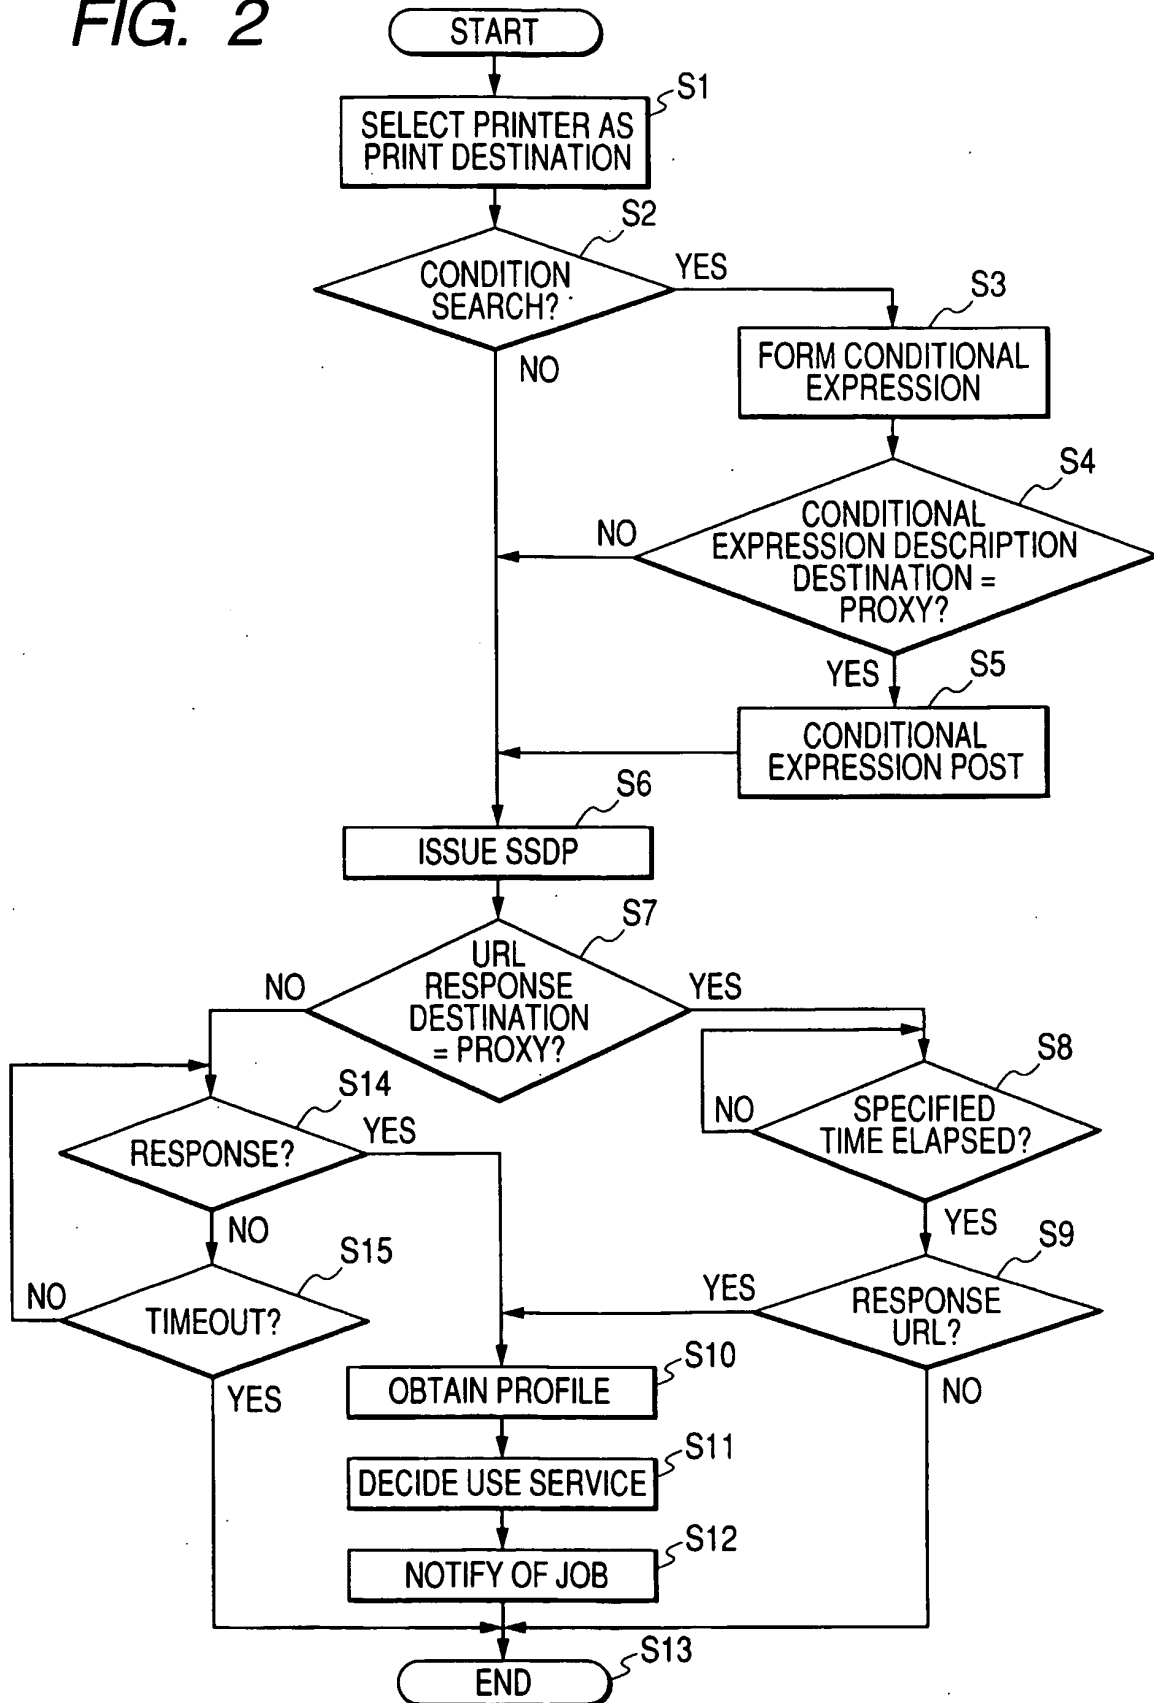 FIG. 2
START
S1
SELECT PRINTER AS
PRINT DESTINATION
S2
CONDITION
SEARCH?
YES
NO
S3
FORM CONDITIONAL
EXPRESSION
S4
CONDITIONAL
EXPRESSION DESCRIPTION
DESTINATION =
PROXY?
NO
YES
S5
CONDITIONAL
EXPRESSION POST
S6
ISSUE SSDP
S7
URL
RESPONSE
DESTINATION
= PROXY?
NO
YES
S8
SPECIFIED
TIME ELAPSED?
NO
YES
S14
RESPONSE?
YES
NO
S15
TIMEOUT?
NO
YES
S9
RESPONSE
URL?
YES
NO
S10
OBTAIN PROFILE
S11
DECIDE USE SERVICE
S12
NOTIFY OF JOB
S13
END